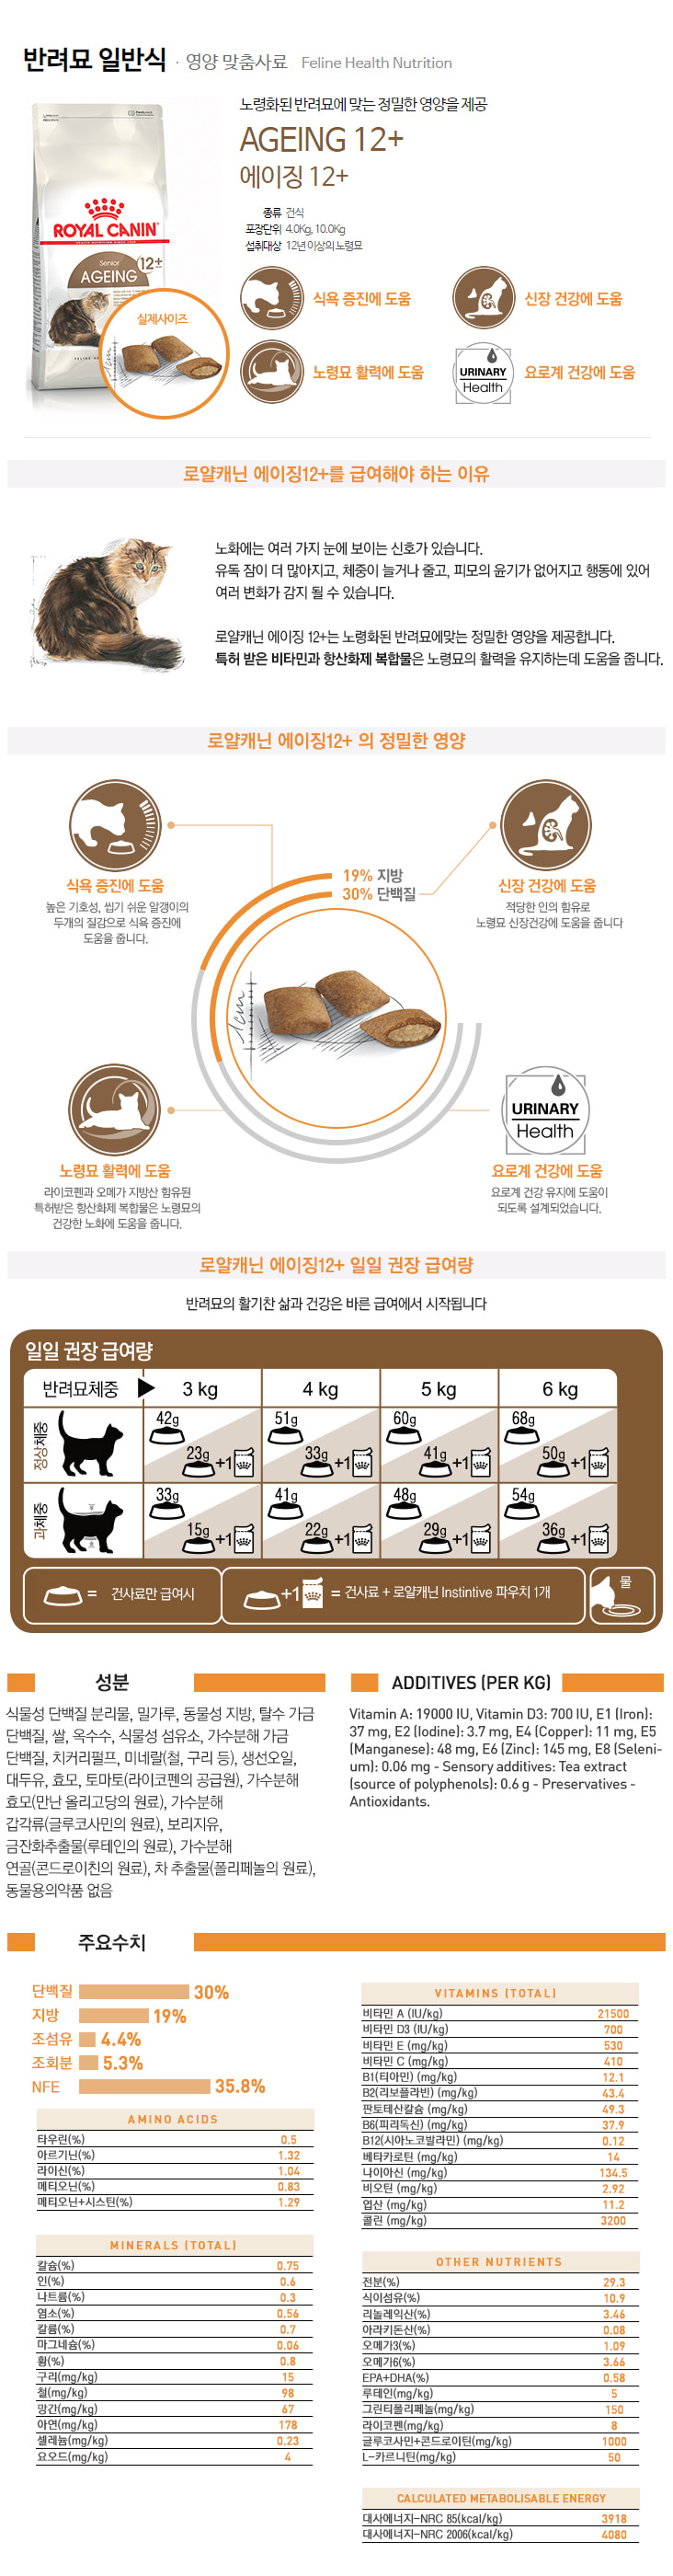 반려묘 일반식 · 영양 맞춤사료 Feline Health Nutrition
노령화된 반려묘에 맞는 정밀한 영양을 제공
AGEING 12+
에이징 12+
종류 건식
포장단위 4.0Kg, 10.0Kg
섭취대상 12년 이상의 노령묘
ROYAL CANIN
Senior
AGEING 12+
실제사이즈
식욕 증진에 도움
신장 건강에 도움
노령묘 활력에 도움
URINARY
Health
요로계 건강에 도움
로얄캐닌 에이징12+를 급여해야 하는 이유
노화에는 여러 가지 눈에 보이는 신호가 있습니다.
유독 잠이 더 많아지고, 체중이 늘거나 줄고, 피모의 윤기가 없어지고 행동에 있어
여러 변화가 감지 될 수 있습니다.
로얄캐닌 에이징 12+는 노령화된 반려묘에맞는 정밀한 영양을 제공합니다.
특허 받은 비타민과 항산화제 복합물은 노령묘의 활력을 유지하는데 도움을 줍니다.
로얄캐닌 에이징12+ 의 정밀한 영양
19% 지방
30% 단백질
식욕 증진에 도움
높은 기호성, 씹기 쉬운 알갱이의
두개의 질감으로 식욕 증진에
도움을 줍니다.
신장 건강에 도움
적당한 인의 함유로
노령묘 신장건강에 도움을 줍니다
노령묘 활력에 도움
라이코펜과 오메가 지방산 함유된
특허받은 항산화제 복합물은 노령묘의
건강한 노화에 도움을 줍니다.
URINARY
Health
요로계 건강에 도움
요로계 건강 유지에 도움이
되도록 설계되었습니다.
로얄캐닌 에이징12+ 일일 권장 급여량
반려묘의 활기찬 삶과 건강은 바른 급여에서 시작됩니다
일일 권장 급여량
반려묘체중 ▶ 3 kg 4 kg 5 kg 6 kg
정상체중
42g 51g 60g 68g
23g +1 33g +1 41g +1 50g +1
과체중
33g 41g 48g 54g
15g +1 22g +1 29g +1 36g +1
= 건사료만 급여시
+1 = 건사료 + 로얄캐닌 Instintive 파우치 1개
물
성분
식물성 단백질 분리물, 밀가루, 동물성 지방, 탈수 가금
단백질, 쌀, 옥수수, 식물성 섬유소, 가수분해 가금
단백질, 치커리펄프, 미네랄(철, 구리 등), 생선오일,
대두유, 효모, 토마토(라이코펜의 공급원), 가수분해
효모(만난 올리고당의 원료), 가수분해
갑각류(글루코사민의 원료), 보리지유,
금잔화추출물(루테인의 원료), 가수분해
연골(콘드로이친의 원료), 차 추출물(폴리페놀의 원료),
동물용의약품 없음
ADDITIVES (PER KG)
Vitamin A: 19000 IU, Vitamin D3: 700 IU, E1 (Iron):
37 mg, E2 (Iodine): 3.7 mg, E4 (Copper): 11 mg, E5
(Manganese): 48 mg, E6 (Zinc): 145 mg, E8 (Seleni-
um): 0.06 mg - Sensory additives: Tea extract
(source of polyphenols): 0.6 g - Preservatives -
Antioxidants.
주요수치
단백질 30%
지방 19%
조섬유 4.4%
조회분 5.3%
NFE 35.8%
AMINO ACIDS
타우린(%) 0.5
아르기닌(%) 1.32
라이신(%) 1.04
메티오닌(%) 0.83
메티오닌+시스틴(%) 1.29
MINERALS (TOTAL)
칼슘(%) 0.75
인(%) 0.6
나트륨(%) 0.3
염소(%) 0.56
칼륨(%) 0.7
마그네슘(%) 0.06
황(%) 0.8
구리(mg/kg) 15
철(mg/kg) 98
망간(mg/kg) 67
아연(mg/kg) 178
셀레늄(mg/kg) 0.23
요오드(mg/kg) 4
VITAMINS (TOTAL)
비타민 A (IU/kg) 21500
비타민 D3 (IU/kg) 700
비타민 E (mg/kg) 530
비타민 C (mg/kg) 410
B1(티아민) (mg/kg) 12.1
B2(리보플라빈) (mg/kg) 43.4
판토테산칼슘 (mg/kg) 49.3
B6(피리독신) (mg/kg) 37.9
B12(시아노코발라민) (mg/kg) 0.12
베타카로틴 (mg/kg) 14
나이아신 (mg/kg) 134.5
비오틴 (mg/kg) 2.92
엽산 (mg/kg) 11.2
콜린 (mg/kg) 3200
OTHER NUTRIENTS
전분(%) 29.3
식이섬유(%) 10.9
리놀레익산(%) 3.46
아라키돈산(%) 0.08
오메가3(%) 1.09
오메가6(%) 3.66
EPA+DHA(%) 0.58
루테인(mg/kg) 5
그린티폴리페놀(mg/kg) 150
라이코펜(mg/kg) 8
글루코사민+콘드로이틴(mg/kg) 1000
L-카르니틴(mg/kg) 50
CALCULATED METABOLISABLE ENERGY
대사에너지-NRC 85(kcal/kg) 3918
대사에너지-NRC 2006(kcal/kg) 4080